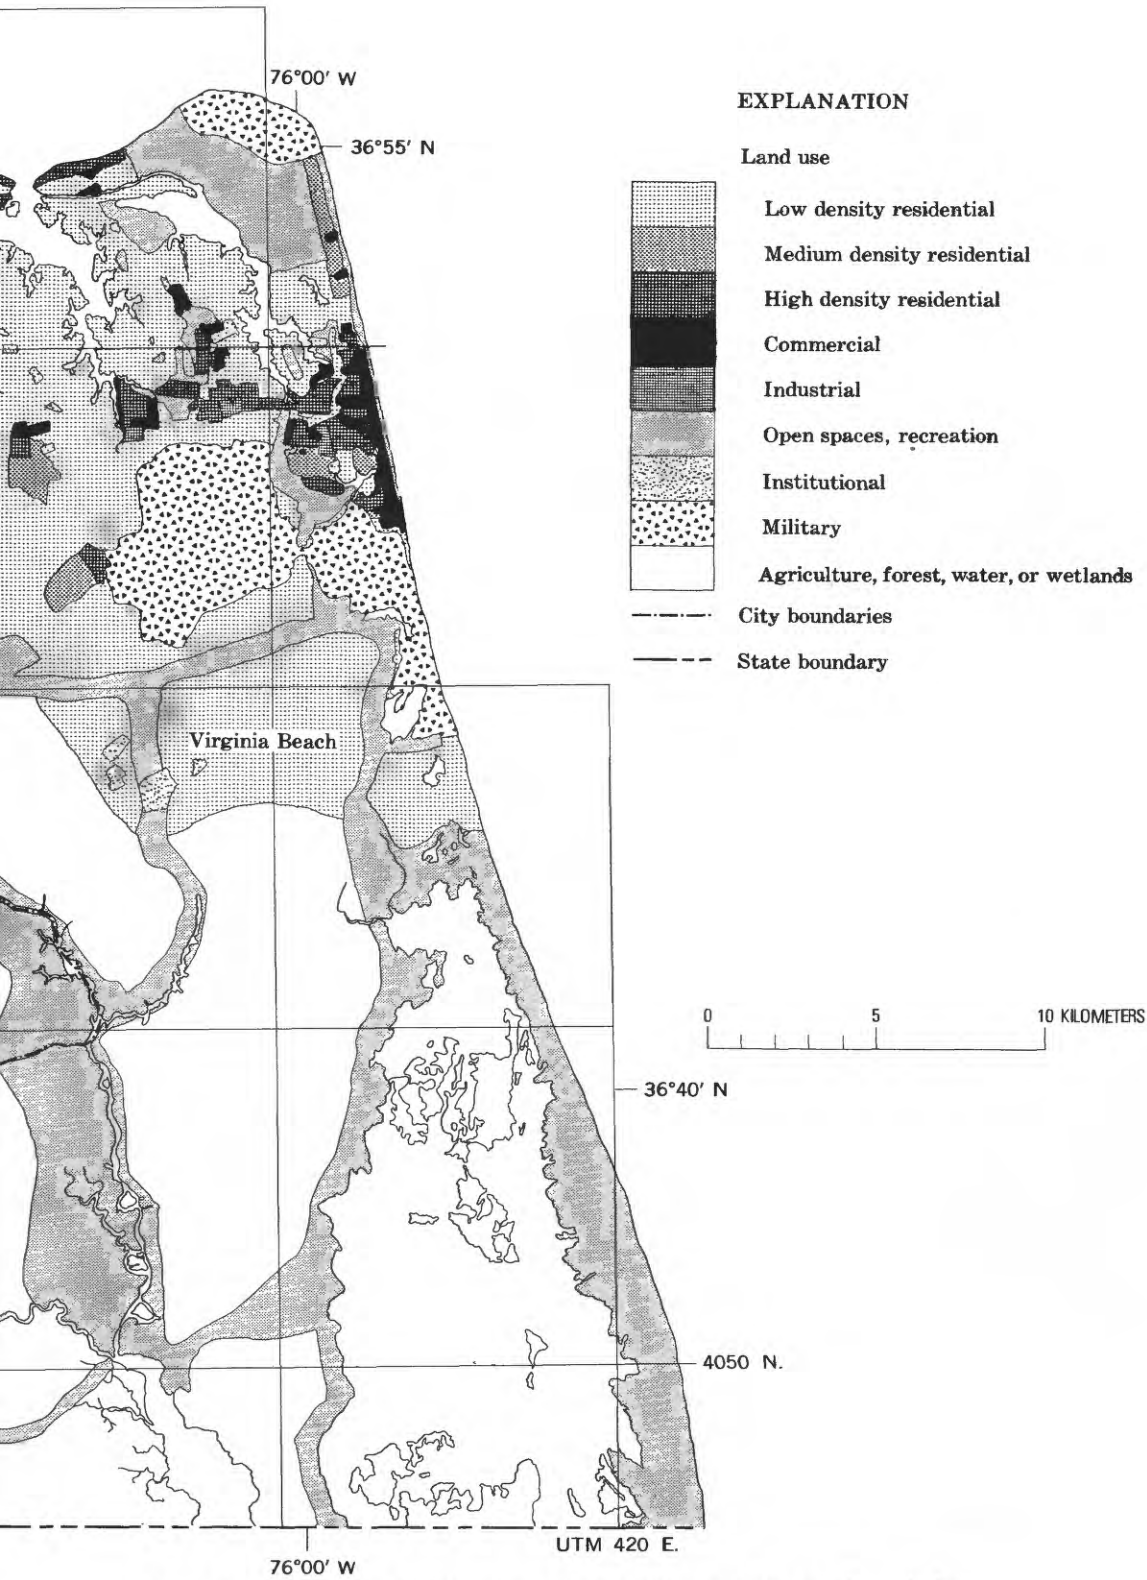 76°00' W
36°55' N
EXPLANATION
Land use
Low density residential
Medium density residential
High density residential
Commercial
Industrial
Open spaces, recreation
Institutional
Military
Agriculture, forest, water, or wetlands
City boundaries
State boundary
Virginia Beach
0 5 10 KILOMETERS
36°40' N
4050 N.
UTM 420 E.
76°00' W